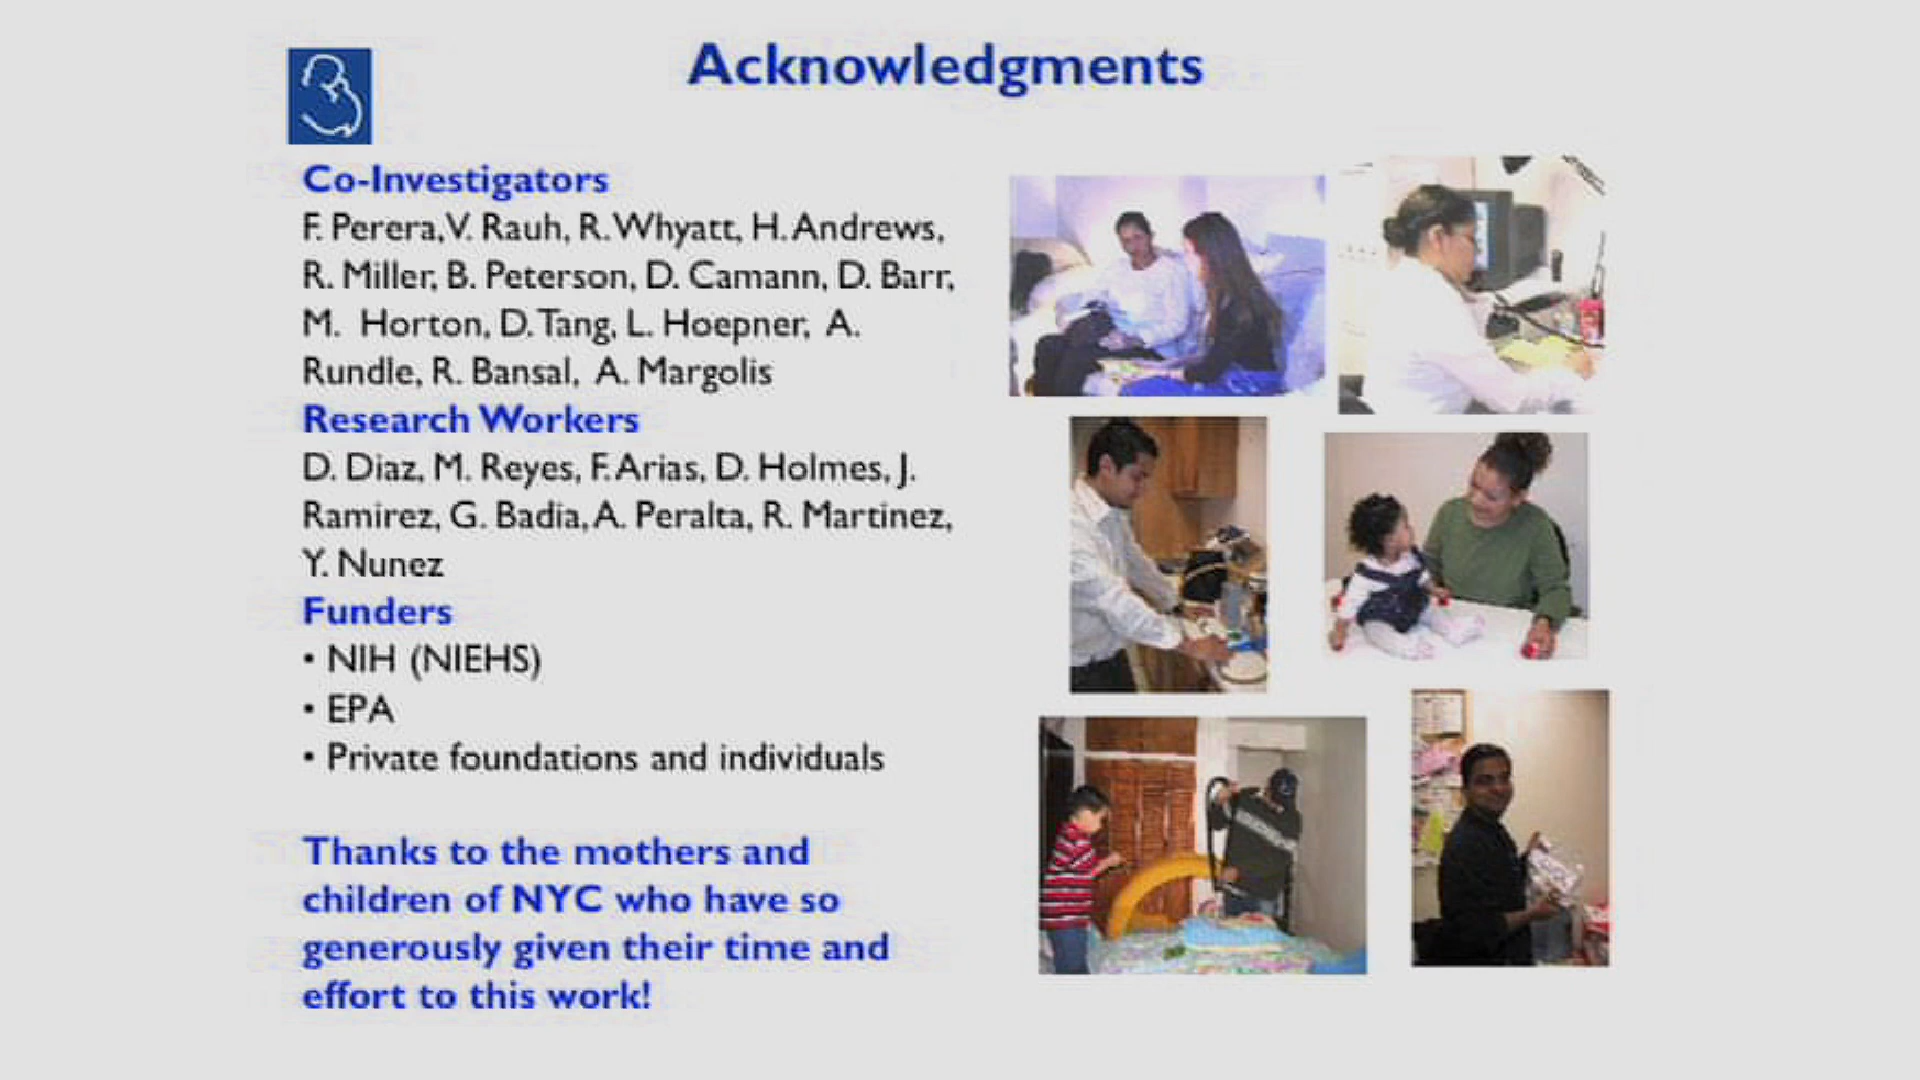 Acknowledgments
Co-Investigators
F. Perera, V. Rauh, R. Whyatt, H. Andrews,
R. Miller, B. Peterson, D. Camann, D. Barr,
M. Horton, D. Tang, L. Hoepner, A.
Rundle, R. Bansal, A. Margolis
Research Workers
D. Diaz, M. Reyes, F. Arias, D. Holmes, J.
Ramirez, G. Badia, A. Peralta, R. Martinez,
Y. Nunez
Funders
• NIH (NIEHS)
• EPA
• Private foundations and individuals
Thanks to the mothers and
children of NYC who have so
generously given their time and
effort to this work!